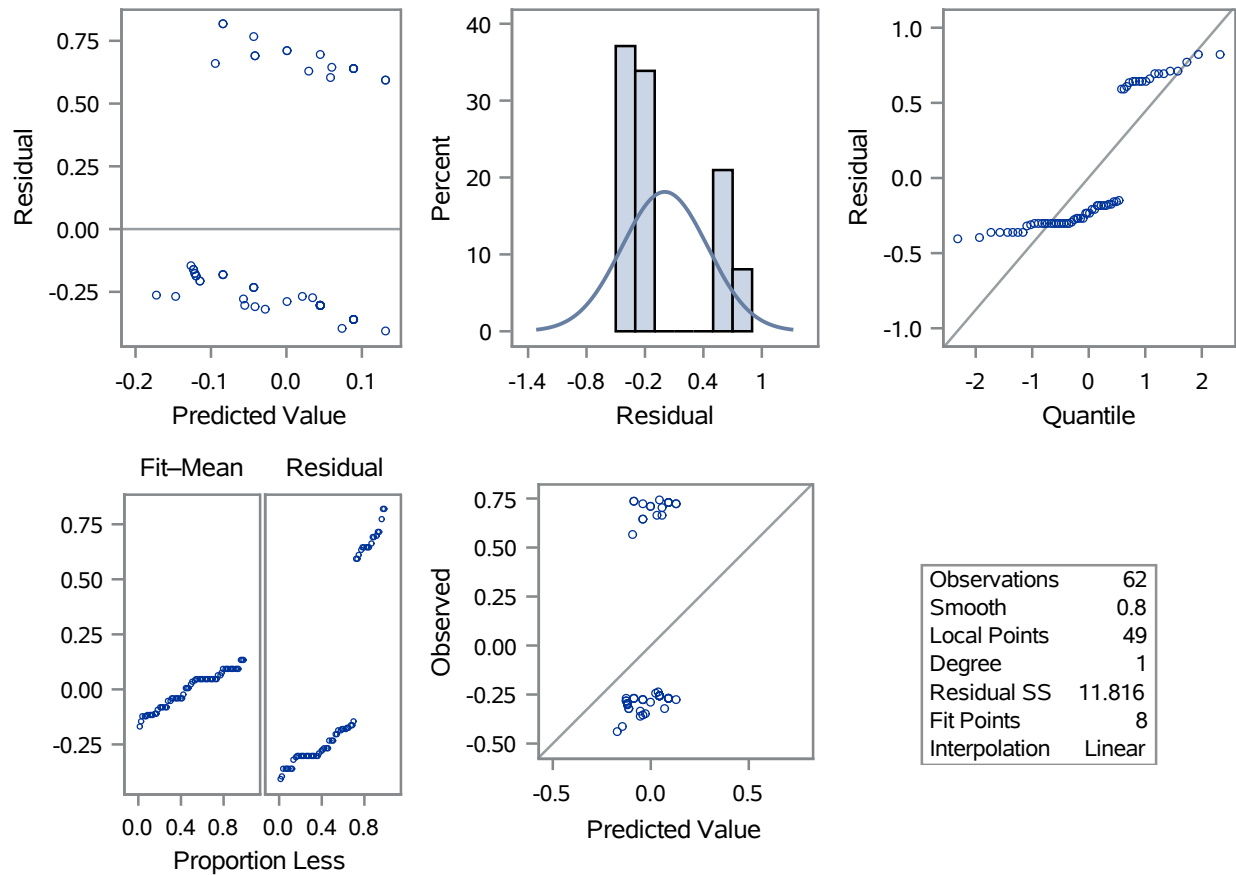 0.75
0.50
0.25
0.00
-0.25
Residual
-0.2 -0.1 0.0 0.1
Predicted Value
40
30
20
10
0
Percent
-1.4 -0.8 -0.2 0.4 1
Residual
1.0
0.5
0.0
-0.5
-1.0
Residual
-2 -1 0 1 2
Quantile
Fit–Mean Residual
0.75
0.50
0.25
0.00
-0.25
0.0 0.4 0.8 0.0 0.4 0.8
Proportion Less
0.75
0.50
0.25
0.00
-0.25
-0.50
Observed
-0.5 0.0 0.5
Predicted Value
Observations 62
Smooth 0.8
Local Points 49
Degree 1
Residual SS 11.816
Fit Points 8
Interpolation Linear